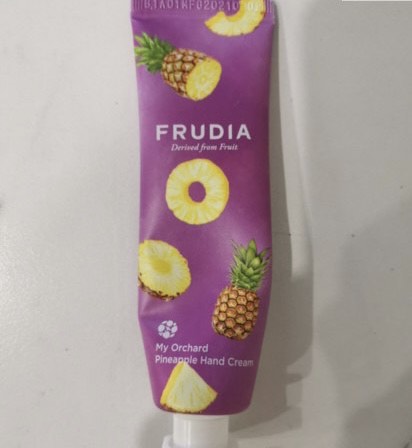 FRUDIA
Derived from Fruit
My Orchard
Pineapple Hand Cream